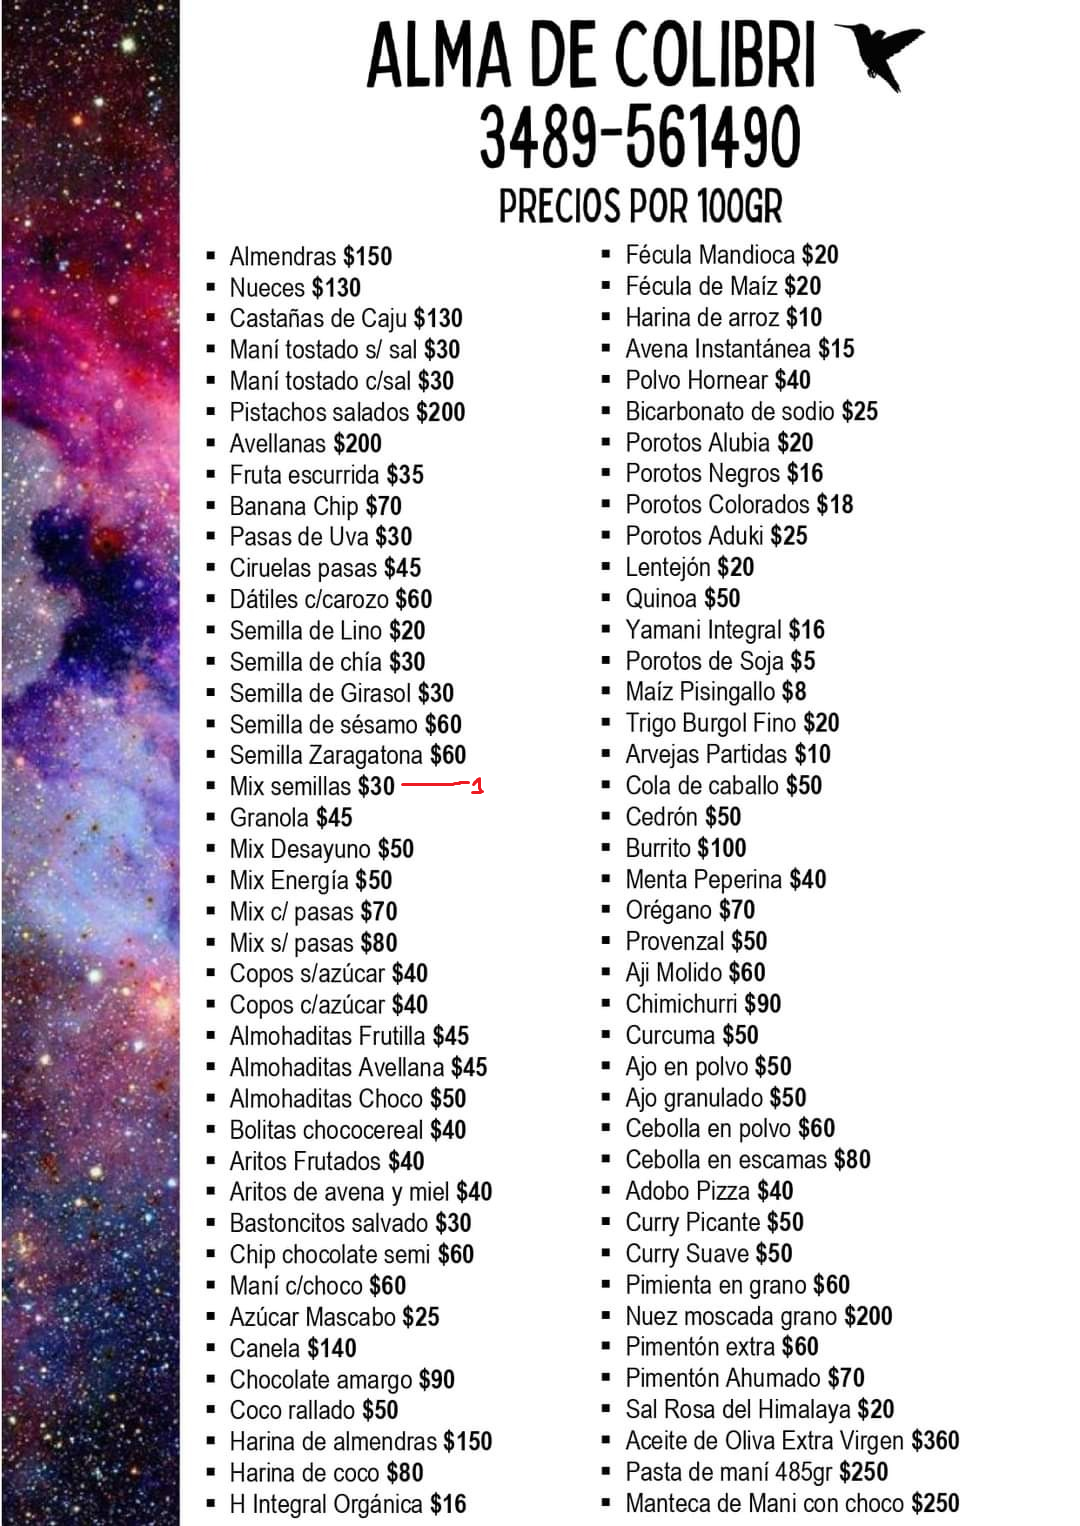 ALMA DE COLIBRI
3489-561490
PRECIOS POR 100GR
▪ Almendras $150
▪ Nueces $130
▪ Castañas de Caju $130
▪ Maní tostado s/ sal $30
▪ Maní tostado c/sal $30
▪ Pistachos salados $200
▪ Avellanas $200
▪ Fruta escurrida $35
▪ Banana Chip $70
▪ Pasas de Uva $30
▪ Ciruelas pasas $45
▪ Dátiles c/carozo $60
▪ Semilla de Lino $20
▪ Semilla de chía $30
▪ Semilla de Girasol $30
▪ Semilla de sésamo $60
▪ Semilla Zaragatona $60
▪ Mix semillas $30 1
▪ Granola $45
▪ Mix Desayuno $50
▪ Mix Energía $50
▪ Mix c/ pasas $70
▪ Mix s/ pasas $80
▪ Copos s/azúcar $40
▪ Copos c/azúcar $40
▪ Almohaditas Frutilla $45
▪ Almohaditas Avellana $45
▪ Almohaditas Choco $50
▪ Bolitas chococereal $40
▪ Aritos Frutados $40
▪ Aritos de avena y miel $40
▪ Bastoncitos salvado $30
▪ Chip chocolate semi $60
▪ Maní c/choco $60
▪ Azúcar Mascabo $25
▪ Canela $140
▪ Chocolate amargo $90
▪ Coco rallado $50
▪ Harina de almendras $150
▪ Harina de coco $80
▪ H Integral Orgánica $16
▪ Fécula Mandioca $20
▪ Fécula de Maíz $20
▪ Harina de arroz $10
▪ Avena Instantánea $15
▪ Polvo Hornear $40
▪ Bicarbonato de sodio $25
▪ Porotos Alubia $20
▪ Porotos Negros $16
▪ Porotos Colorados $18
▪ Porotos Aduki $25
▪ Lentejón $20
▪ Quinoa $50
▪ Yamani Integral $16
▪ Porotos de Soja $5
▪ Maíz Pisingallo $8
▪ Trigo Burgol Fino $20
▪ Arvejas Partidas $10
▪ Cola de caballo $50
▪ Cedrón $50
▪ Burrito $100
▪ Menta Peperina $40
▪ Orégano $70
▪ Provenzal $50
▪ Aji Molido $60
▪ Chimichurri $90
▪ Curcuma $50
▪ Ajo en polvo $50
▪ Ajo granulado $50
▪ Cebolla en polvo $60
▪ Cebolla en escamas $80
▪ Adobo Pizza $40
▪ Curry Picante $50
▪ Curry Suave $50
▪ Pimienta en grano $60
▪ Nuez moscada grano $200
▪ Pimentón extra $60
▪ Pimentón Ahumado $70
▪ Sal Rosa del Himalaya $20
▪ Aceite de Oliva Extra Virgen $360
▪ Pasta de maní 485gr $250
▪ Manteca de Mani con choco $250